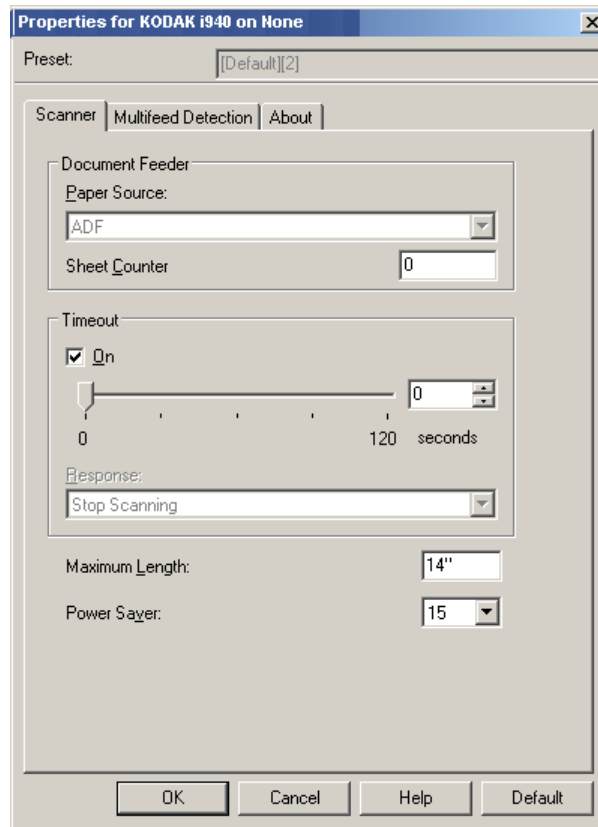 Properties for KODAK i940 on None
Preset: [Default][2]
Scanner Multifeed Detection About
Document Feeder
Paper Source:
ADF
Sheet Counter 0
Timeout
On
0
0 120 seconds
Response:
Stop Scanning
Maximum Length: 14"
Power Saver: 15
OK Cancel Help Default